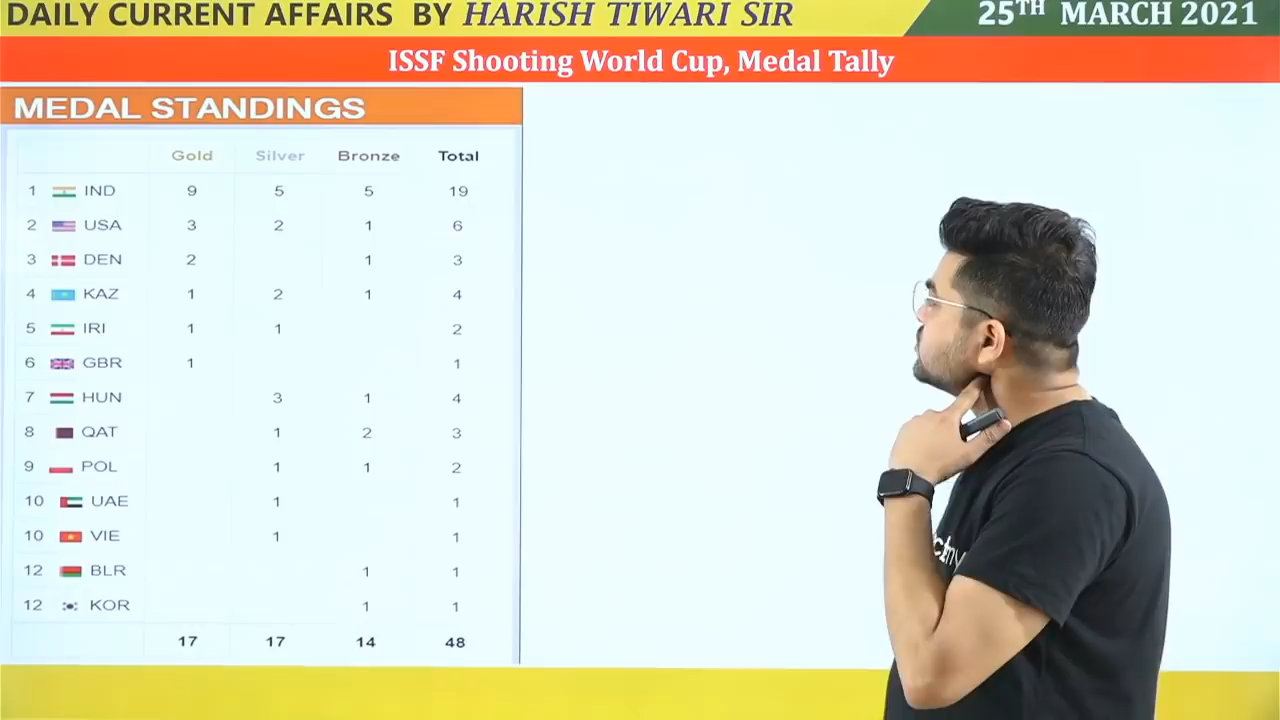 DAILY CURRENT AFFAIRS BY HARISH TIWARI SIR
25TH MARCH 2021
ISSF Shooting World Cup, Medal Tally
MEDAL STANDINGS
Gold Silver Bronze Total
1 IND 9 5 5 19
2 USA 3 2 1 6
3 DEN 2 1 3
4 KAZ 1 2 1 4
5 IRI 1 1 2
6 GBR 1 1
7 HUN 3 1 4
8 QAT 1 2 3
9 POL 1 1 2
10 UAE 1 1
10 VIE 1 1
12 BLR 1 1
12 KOR 1 1
17 17 14 48